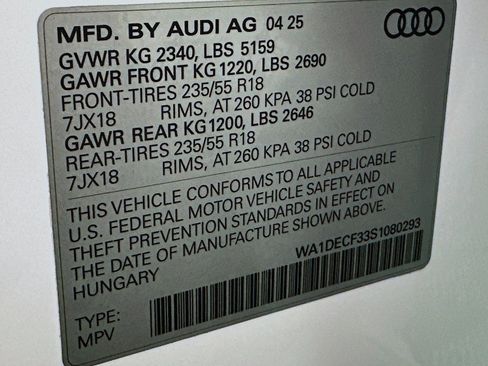 MFD. BY AUDI AG 04 25
GVWR KG 2340, LBS 5159
GAWR FRONT KG 1220, LBS 2690
FRONT-TIRES 235/55 R18
7JX18 RIMS, AT 260 KPA 38 PSI COLD
GAWR REAR KG 1200, LBS 2646
REAR-TIRES 235/55 R18
7JX18 RIMS, AT 260 KPA 38 PSI COLD
THIS VEHICLE CONFORMS TO ALL APPLICABLE
U.S. FEDERAL MOTOR VEHICLE SAFETY AND
THEFT PREVENTION STANDARDS IN EFFECT ON
THE DATE OF MANUFACTURE SHOWN ABOVE.
HUNGARY
WA1DECF33S1080293
TYPE:
MPV